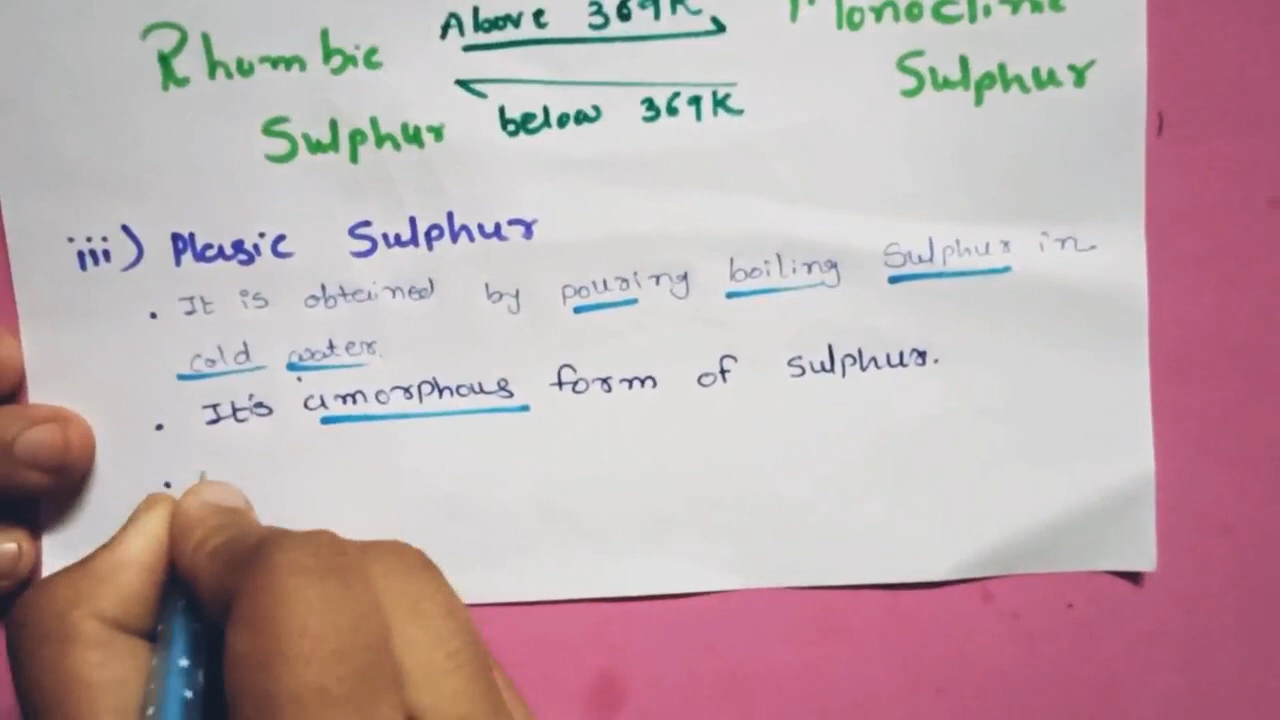 Above 369K
Rhombic Monoclinic
Sulphur below 369K Sulphur
iii) Plasic Sulphur
. It is obtained by pouring boiling Sulphur in
cold water.
. It's amorphous form of sulphur.
.